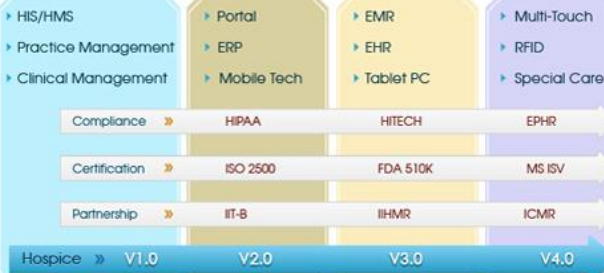 HIS/HMS
Practice Management
Clinical Management
Portal
ERP
Mobile Tech
EMR
EHR
Tablet PC
Multi-Touch
RFID
Special Care
Compliance » HIPAA HITECH EPHR
Certification » ISO 2500 FDA 510K MS ISV
Partnership » IIT-B IIHMR ICMR
Hospice » V1.0 V2.0 V3.0 V4.0